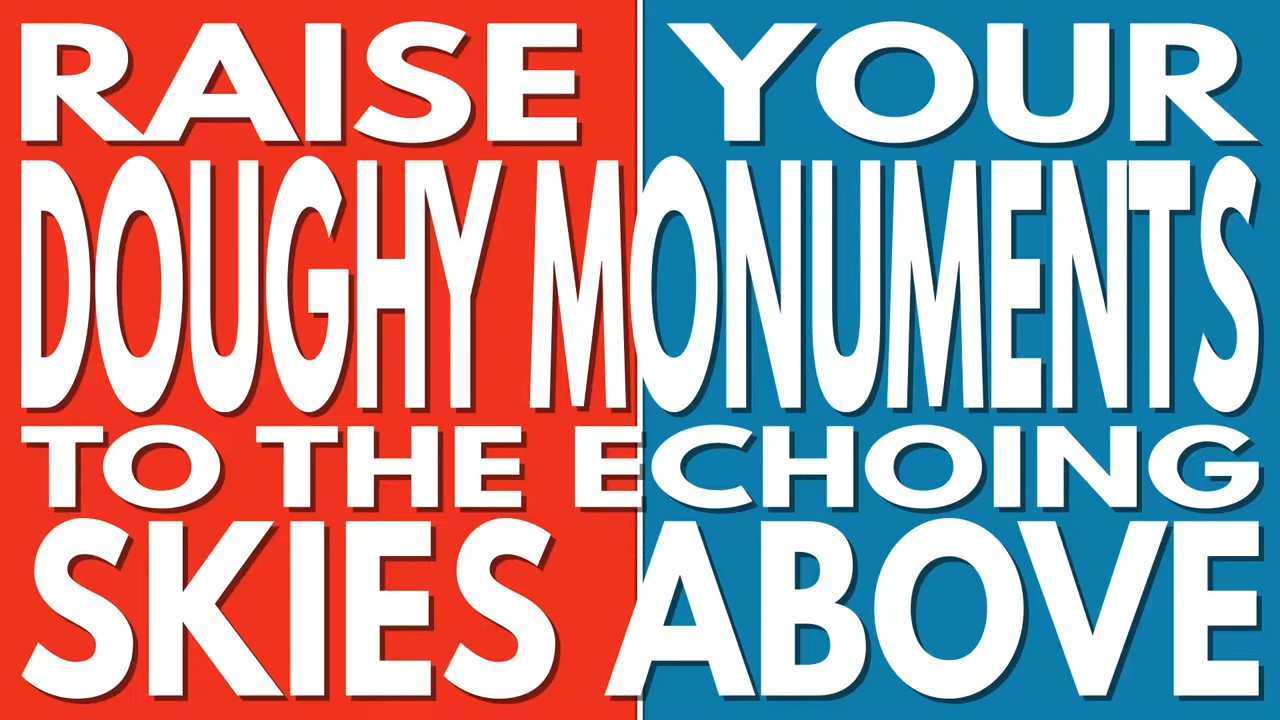 RAISE YOUR
DOUGHY MONUMENTS
TO THE ECHOING
SKIES ABOVE